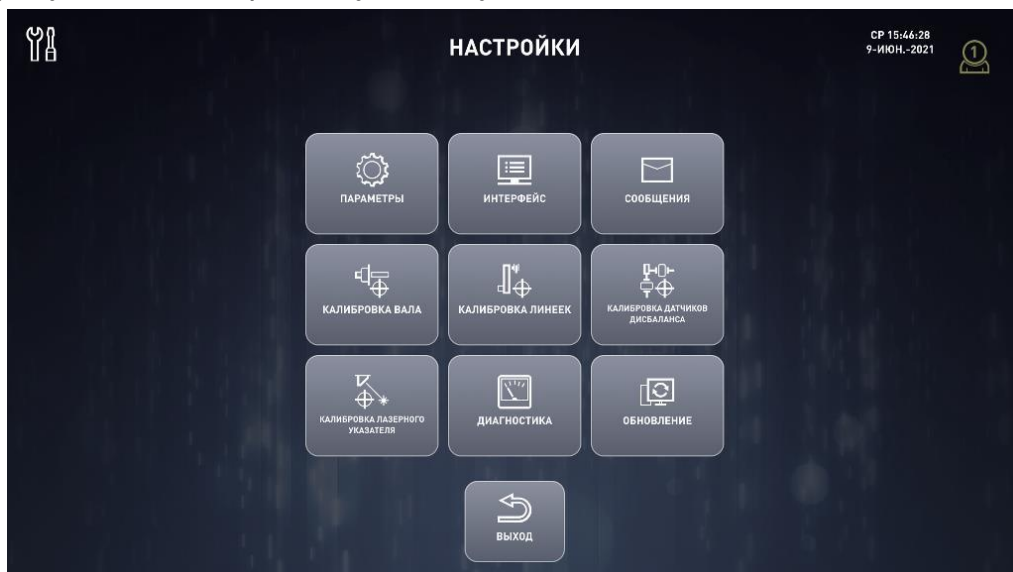 НАСТРОЙКИ
СР 15:46:28
9-ИЮН.-2021
1
ПАРАМЕТРЫ
ИНТЕРФЕЙС
СООБЩЕНИЯ
КАЛИБРОВКА ВАЛА
КАЛИБРОВКА ЛИНЕЕК
КАЛИБРОВКА ДАТЧИКОВ
ДИСБАЛАНСА
КАЛИБРОВКА ЛАЗЕРНОГО
УКАЗАТЕЛЯ
ДИАГНОСТИКА
ОБНОВЛЕНИЕ
ВЫХОД